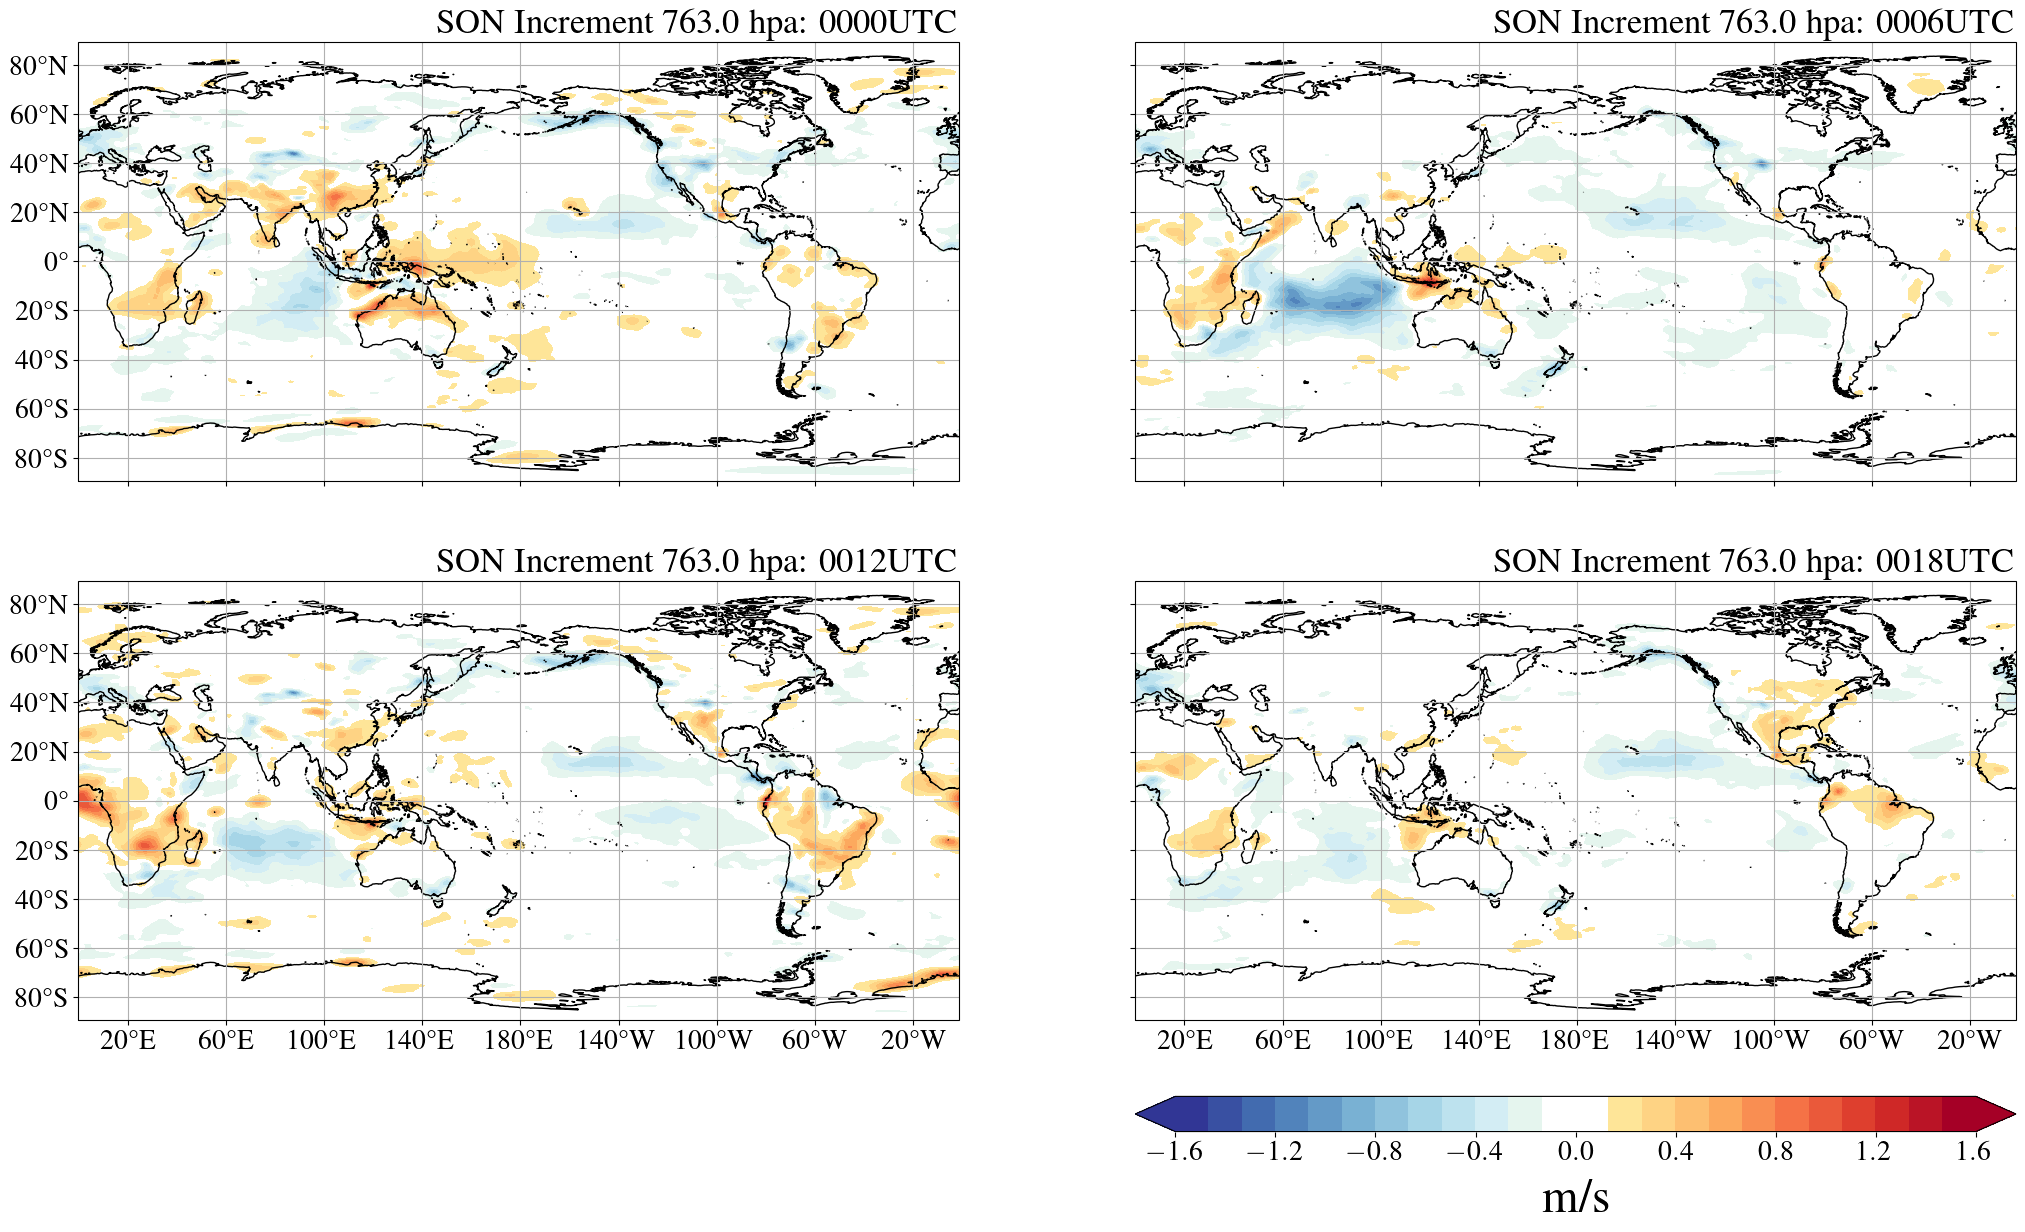 SON Increment 763.0 hpa: 0000UTC
SON Increment 763.0 hpa: 0006UTC
80°N
60°N
40°N
20°N
0°
20°S
40°S
60°S
80°S
SON Increment 763.0 hpa: 0012UTC
SON Increment 763.0 hpa: 0018UTC
80°N
60°N
40°N
20°N
0°
20°S
40°S
60°S
80°S
20°E 60°E 100°E 140°E 180°E 140°W 100°W 60°W 20°W
20°E 60°E 100°E 140°E 180°E 140°W 100°W 60°W 20°W
−1.6 −1.2 −0.8 −0.4 0.0 0.4 0.8 1.2 1.6
m/s